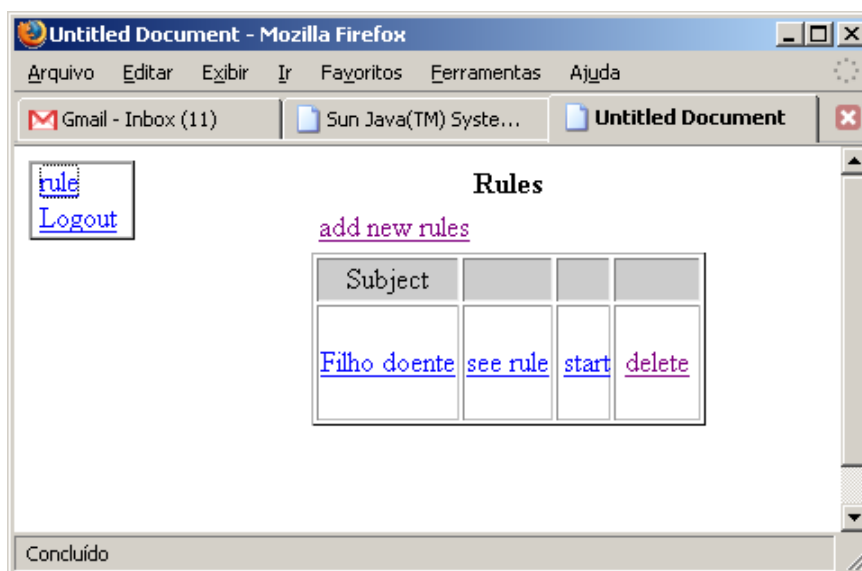 Untitled Document - Mozilla Firefox
Arquivo Editar Exibir Ir Favoritos Ferramentas Ajuda
Gmail - Inbox (11) Sun Java(TM) Syste... Untitled Document
rule
Logout
Rules
add new rules
Subject
Filho doente see rule start delete
Concluído